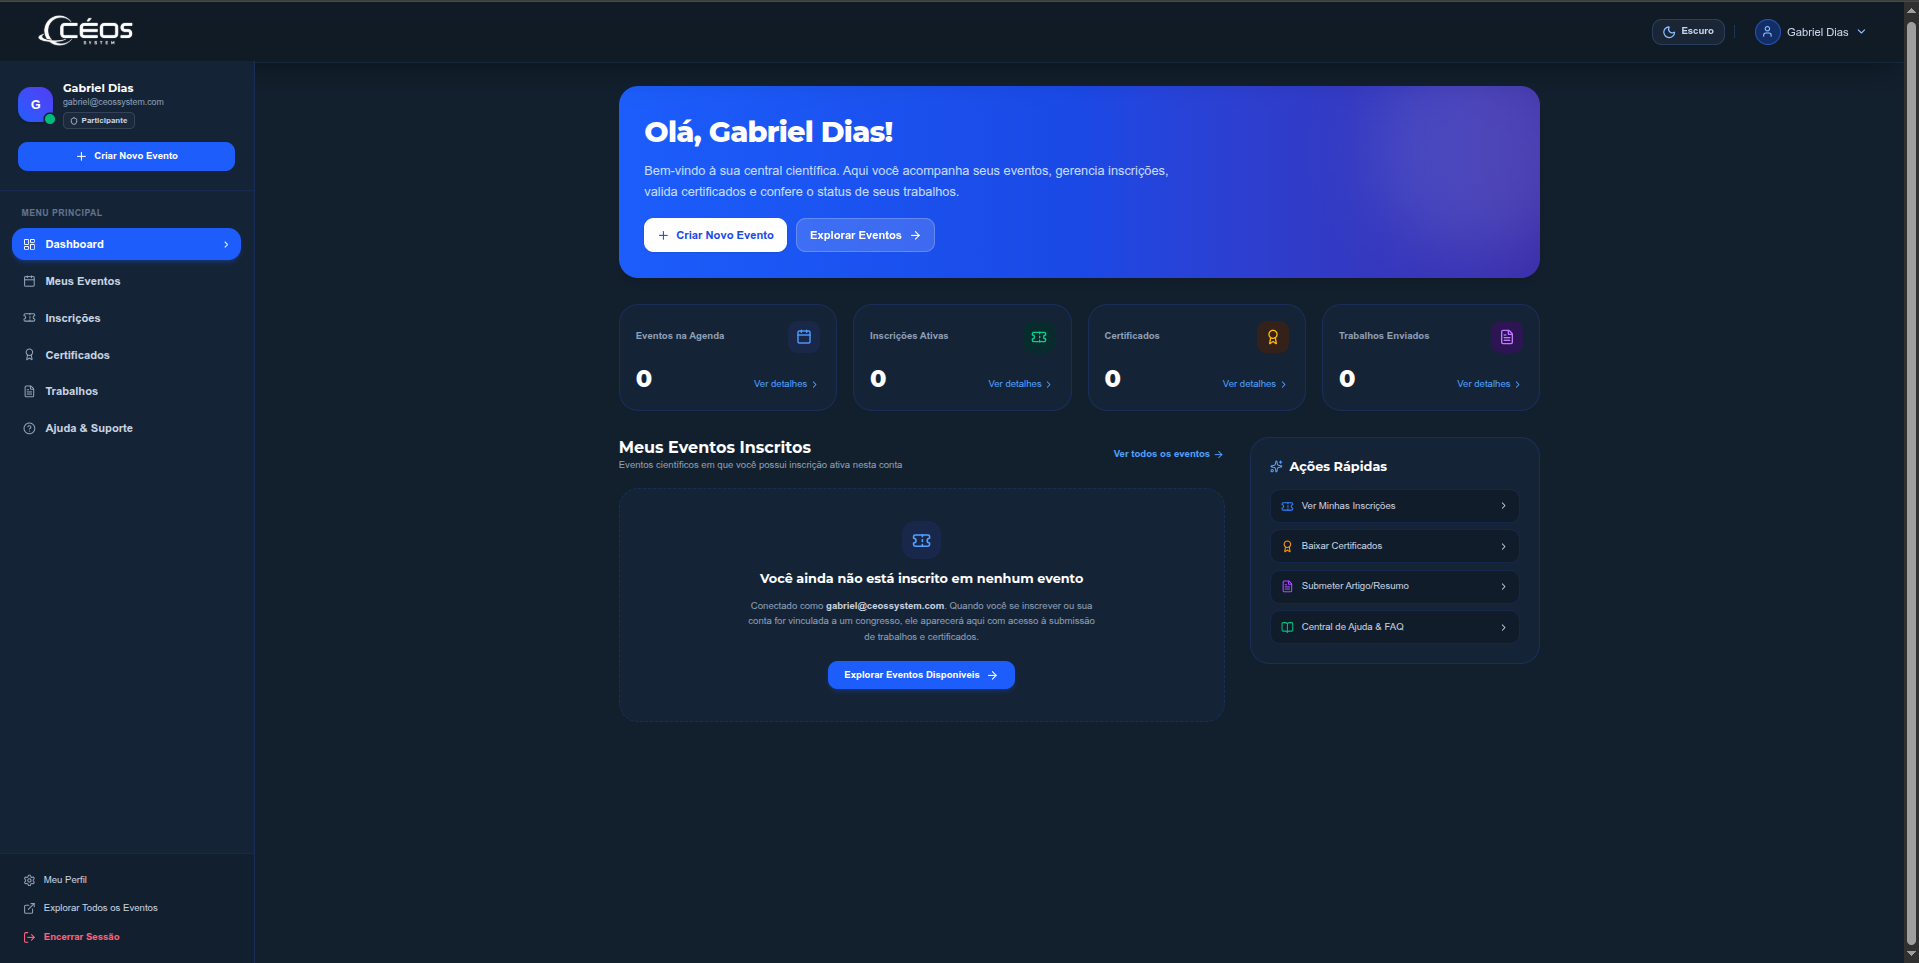 CÉOS
SYSTEM
Escuro
Gabriel Dias
G
Gabriel Dias
gabriel@ceossystem.com
Participante
Criar Novo Evento
MENU PRINCIPAL
Dashboard
Meus Eventos
Inscrições
Certificados
Trabalhos
Ajuda & Suporte
Meu Perfil
Explorar Todos os Eventos
Encerrar Sessão
Olá, Gabriel Dias!
Bem-vindo à sua central científica. Aqui você acompanha seus eventos, gerencia inscrições,
valida certificados e confere o status de seus trabalhos.
Criar Novo Evento
Explorar Eventos
Eventos na Agenda
0
Ver detalhes
Inscrições Ativas
0
Ver detalhes
Certificados
0
Ver detalhes
Trabalhos Enviados
0
Ver detalhes
Meus Eventos Inscritos
Eventos científicos em que você possui inscrição ativa nesta conta
Ver todos os eventos
Você ainda não está inscrito em nenhum evento
Conectado como gabriel@ceossystem.com. Quando você se inscrever ou sua
conta for vinculada a um congresso, ele aparecerá aqui com acesso à submissão
de trabalhos e certificados.
Explorar Eventos Disponíveis
Ações Rápidas
Ver Minhas Inscrições
Baixar Certificados
Submeter Artigo/Resumo
Central de Ajuda & FAQ